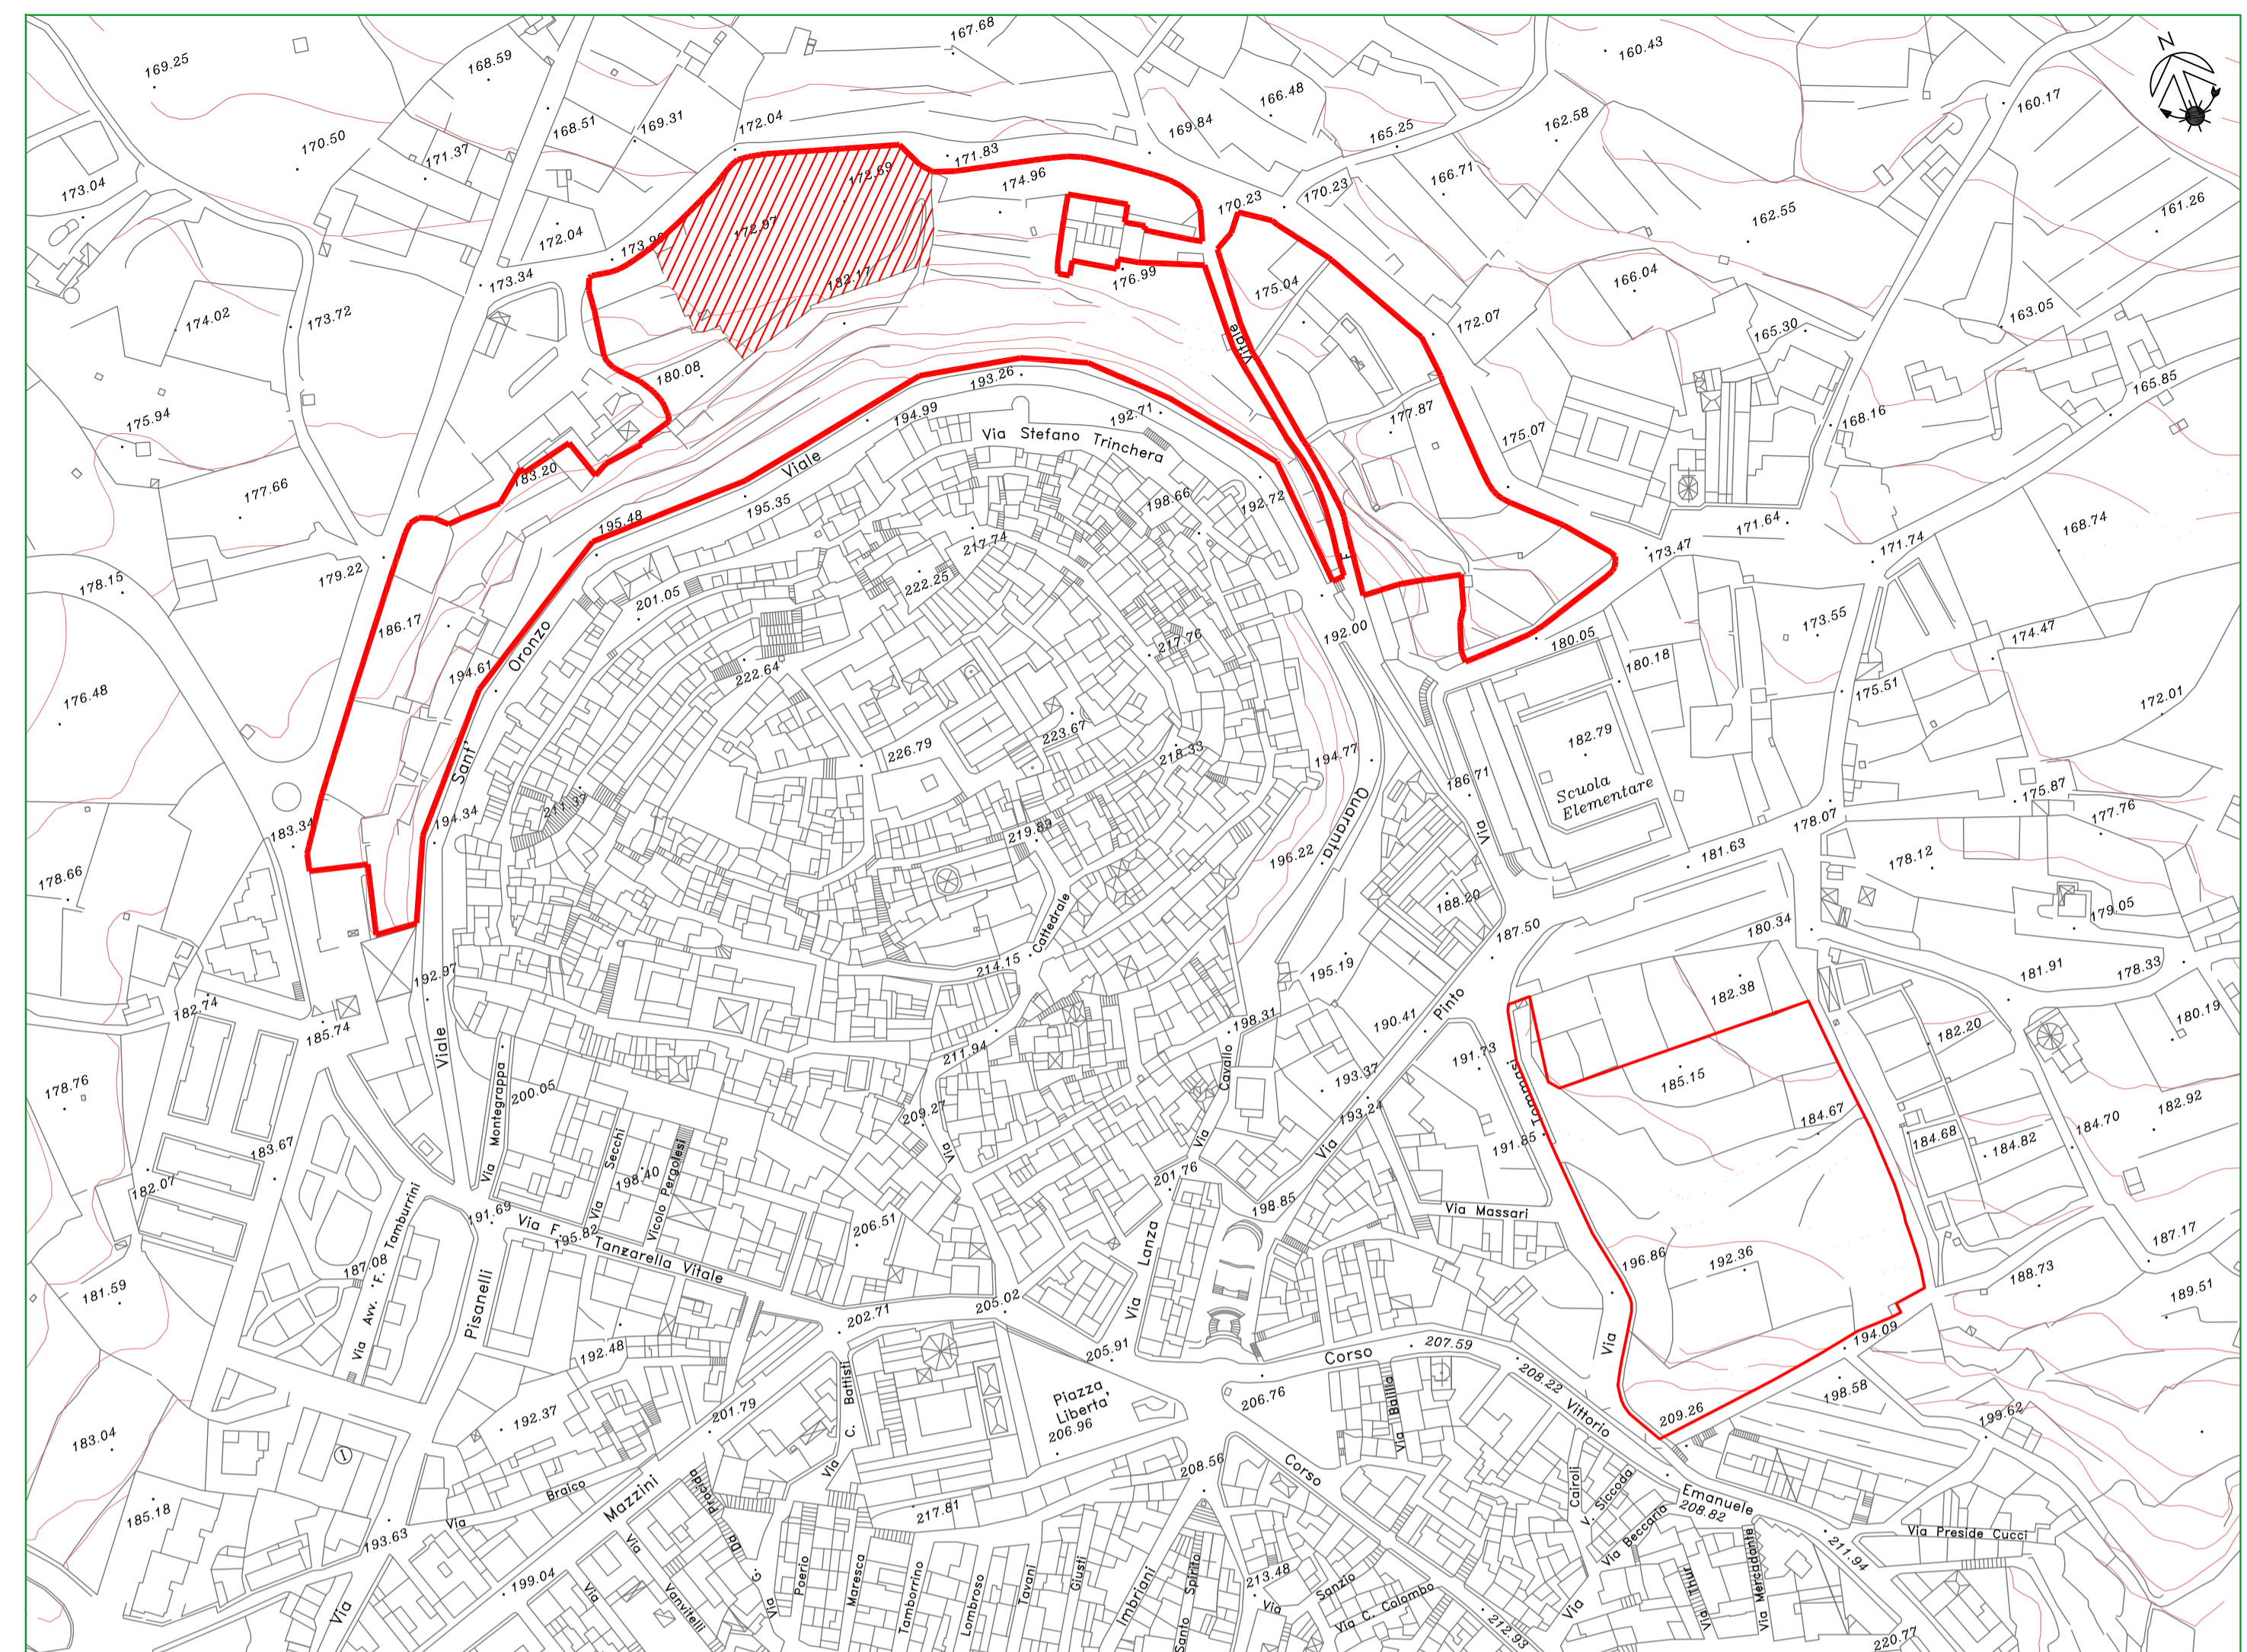 167.68
160.43
N
169.25
168.59
160.17
166.48
168.51
169.31
172.04
169.84
165.25
162.58
170.50
171.37
171.83
172.59
174.96
166.71
173.04
170.23
170.23
162.55
161.26
172.97
172.04
173.34
182.17
176.99
175.04
166.04
174.02
173.72
172.07
165.30
163.05
Vitale
180.08
193.26
165.85
175.94
194.99
192.71
177.87
175.07
168.16
Via Stefano Trinchera
Viale
183.20
177.66
195.48
195.35
198.66
192.72
168.74
171.64
217.74
173.47
171.74
178.15
179.22
222.25
201.05
186.17
192.00
180.05
173.55
174.47
Oronzo
217.76
180.18
194.61
222.64
175.51
172.01
176.48
226.79
223.67
218.33
194.77
182.79
Sant'
186.71
Scuola
Elementare
175.87
177.76
211.39
194.34
219.89
Quaranta
Via
178.07
183.34
196.22
181.63
178.12
178.66
188.20
179.05
Cattedrale
187.50
180.34
214.15
195.19
181.91
178.33
192.97
182.38
182.74
185.74
198.31
190.41
Pinto
180.19
182.20
Viale
211.94
191.73
178.76
200.05
Via Montegrappa
Cavallo
193.37
185.15
Tommasi
182.92
209.27
193.24
184.67
184.70
183.67
Via
Secchi
Via
Via
191.85
184.68
184.82
182.07
198.40
Vicolo Pergolesi
201.76
198.85
Via Massari
191.69
Via F. Tanzarella Vitale
195.82
Via
206.51
187.17
196.86
192.36
187.08
Via Avv. F. Tamburrini
Pisanelli
Via Lanza
188.73
181.59
189.51
202.71
205.02
205.91
207.59
194.09
192.48
Corso
Via
208.22
Vittorio
Piazza
Liberta'
206.96
206.76
Via Balilla
198.58
C. Battisti
Via
192.37
201.79
209.26
199.62
183.04
208.56
Corso
Braico
Via
Mazzini
Procida
Da
G.
Via
217.81
Cairoli
V. Siccoda
Emanuele
208.82
185.18
193.63
Via Beccaria
211.94
Via Preside Cucci
199.04
Via
Vanvitelli
Via
Via
Poerio
Maresca
Tamborrino
Lombroso
Tavani
Giusti
Imbriani
Santo Spirito
213.48
Via
Sanzio
Via C. Colombo
212.93
Via
Via Thur
Via Mercadante
220.77